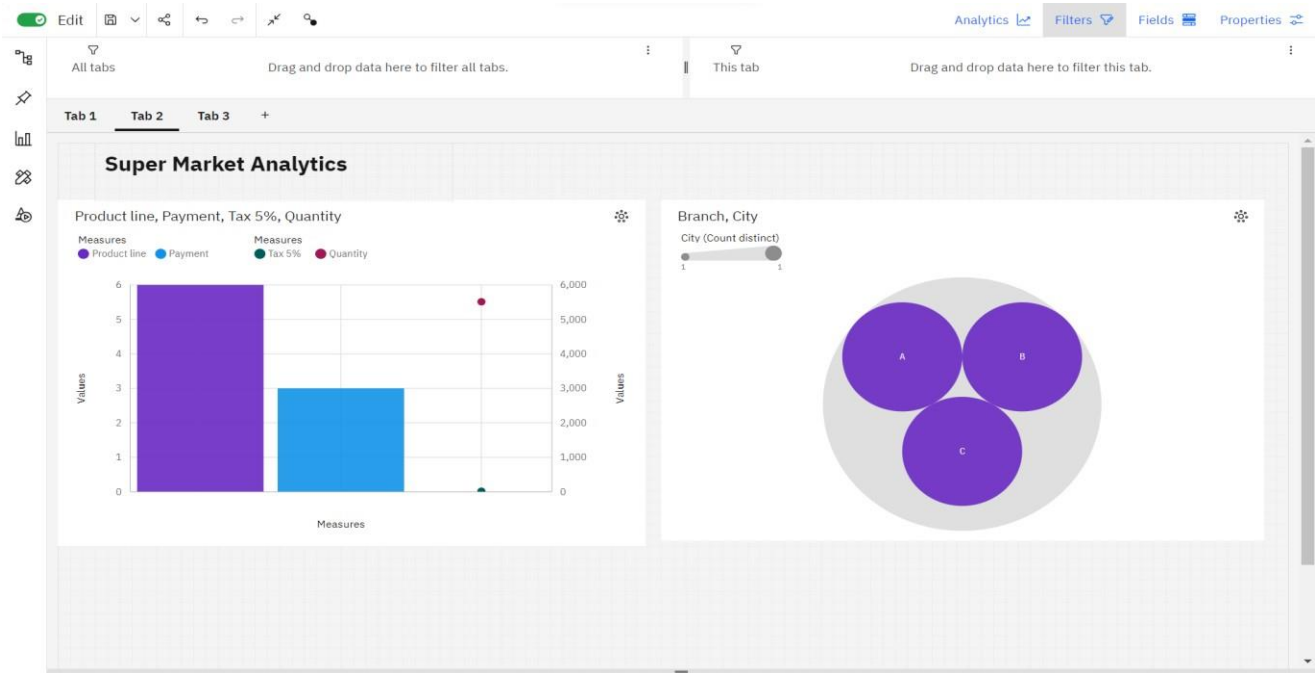 Edit
Analytics Filters Fields Properties
All tabs
Drag and drop data here to filter all tabs.
This tab
Drag and drop data here to filter this tab.
Tab 1 Tab 2 Tab 3 +
Super Market Analytics
Product line, Payment, Tax 5%, Quantity
Measures Measures
Product line Payment Tax 5% Quantity
6 6,000
5 5,000
4 4,000
3 3,000
2 2,000
1 1,000
0 0
Values
Values
Measures
Branch, City
City (Count distinct)
1 1
A B
C